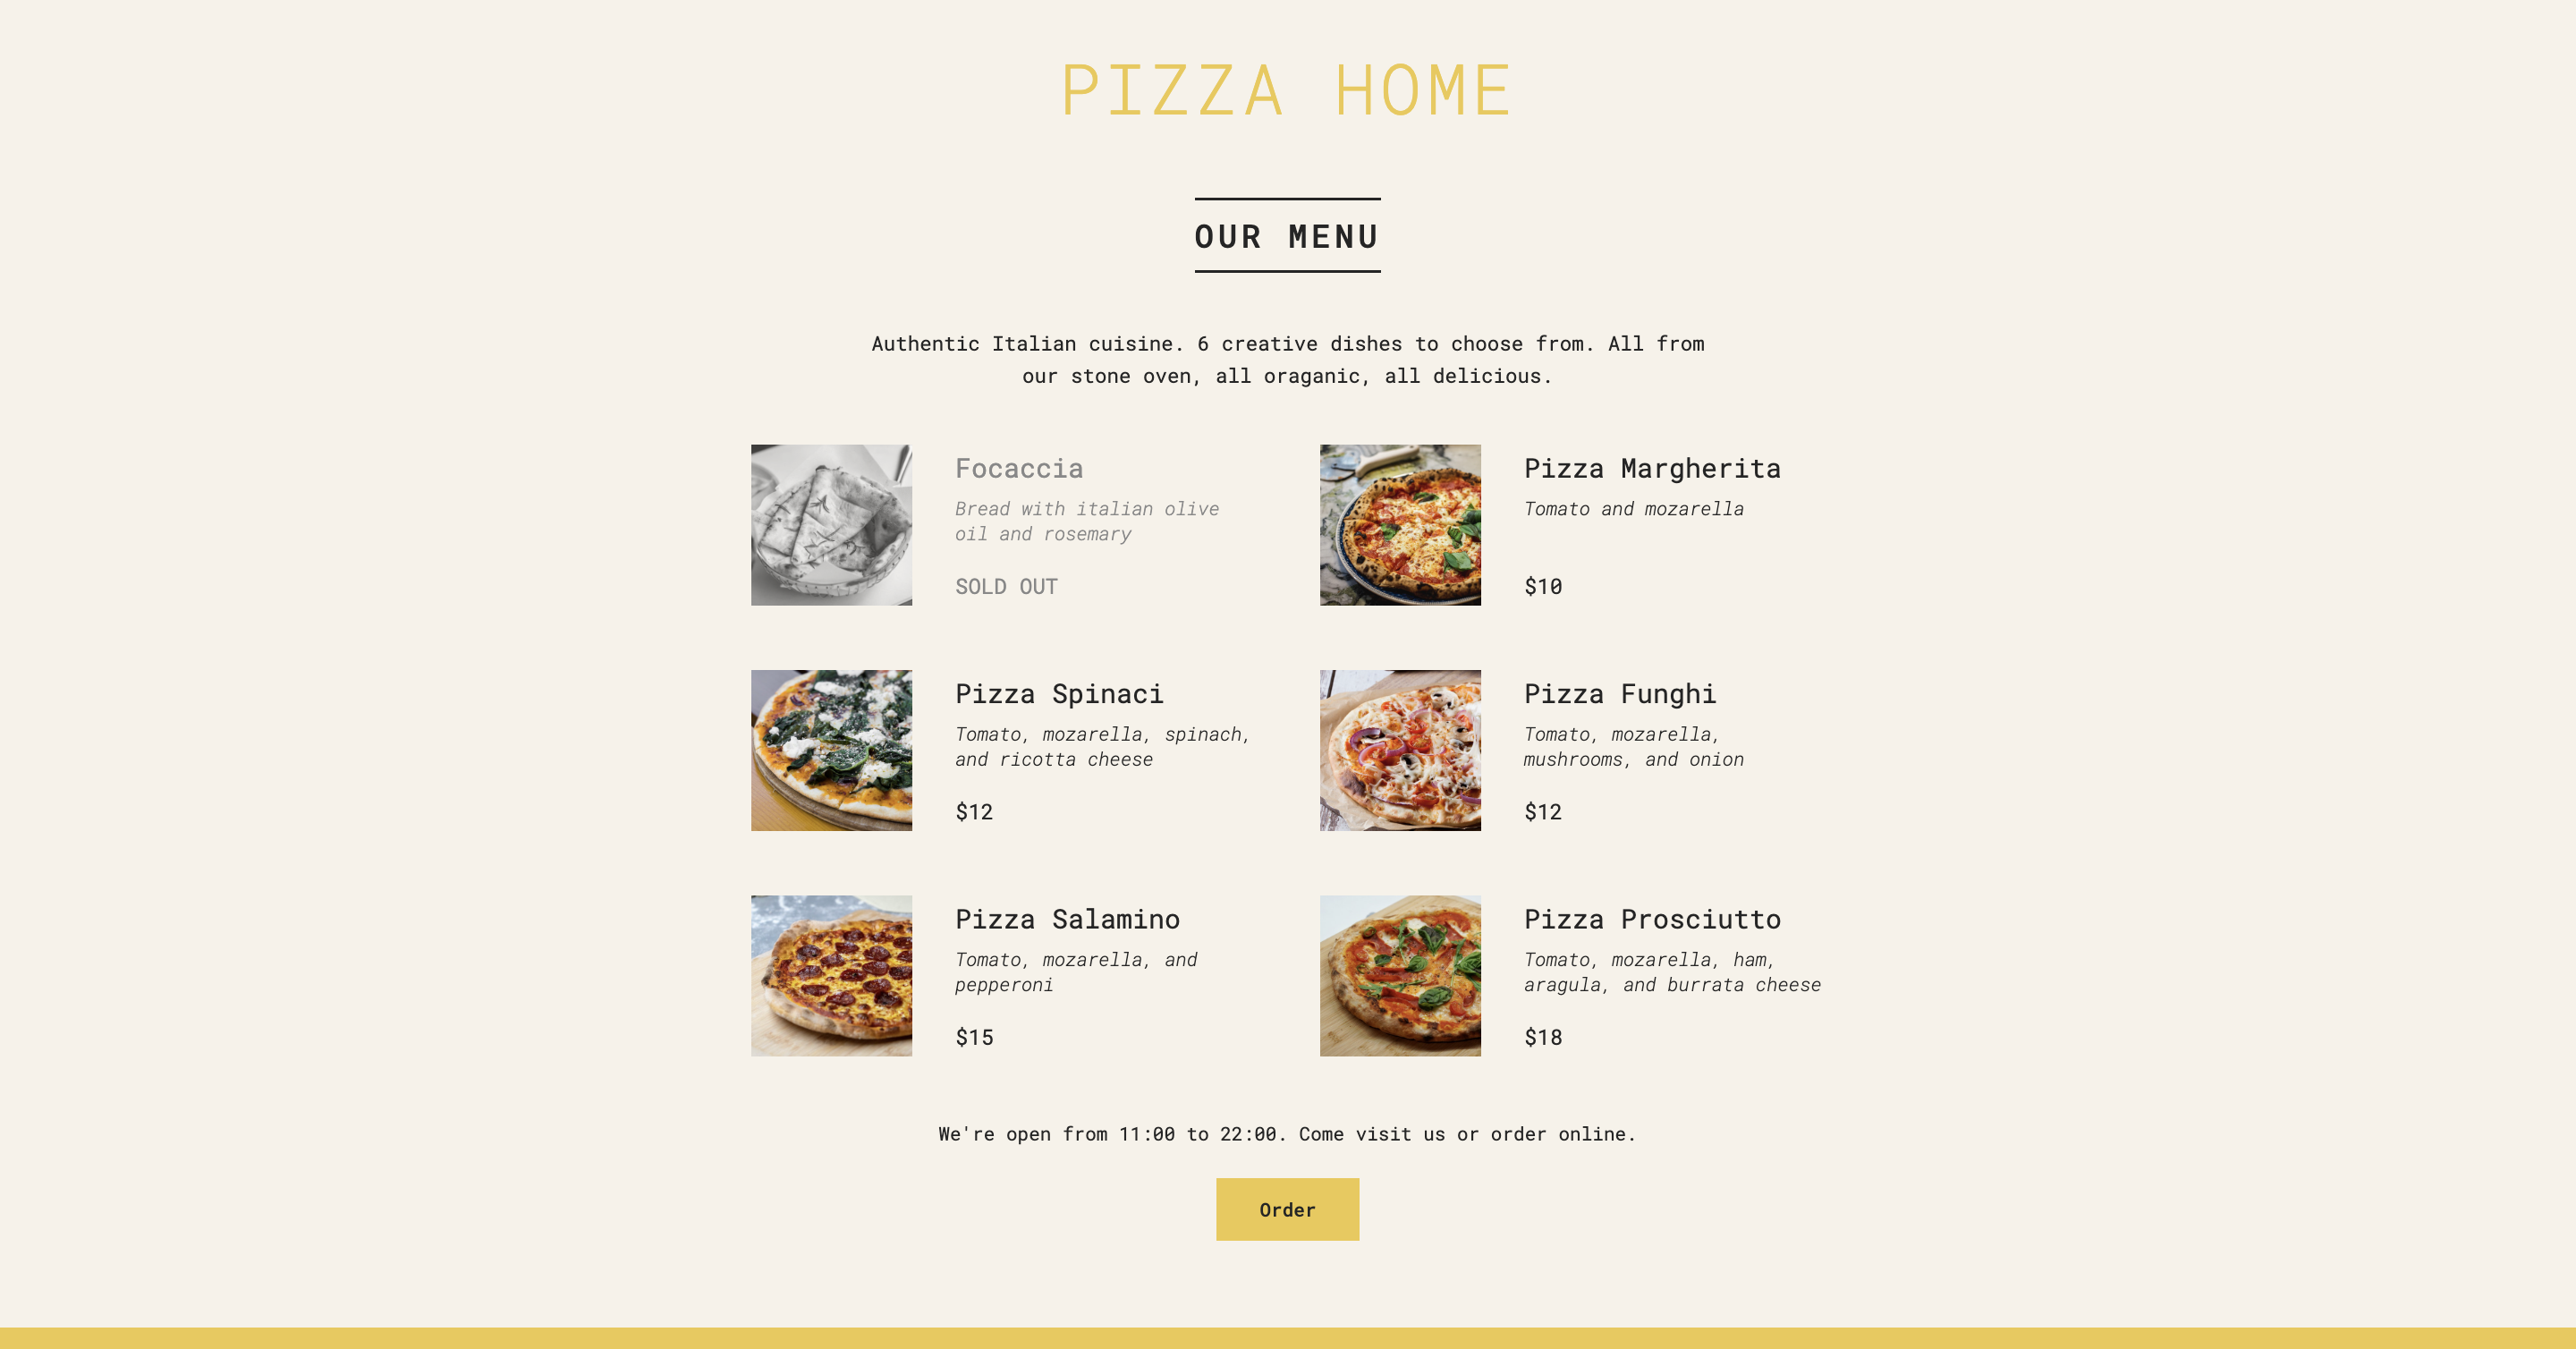 PIZZA HOME
OUR MENU
Authentic Italian cuisine. 6 creative dishes to choose from. All from
our stone oven, all oraganic, all delicious.
Focaccia
Bread with italian olive
oil and rosemary
SOLD OUT
Pizza Margherita
Tomato and mozarella
$10
Pizza Spinaci
Tomato, mozarella, spinach,
and ricotta cheese
$12
Pizza Funghi
Tomato, mozarella,
mushrooms, and onion
$12
Pizza Salamino
Tomato, mozarella, and
pepperoni
$15
Pizza Prosciutto
Tomato, mozarella, ham,
aragula, and burrata cheese
$18
We're open from 11:00 to 22:00. Come visit us or order online.
Order